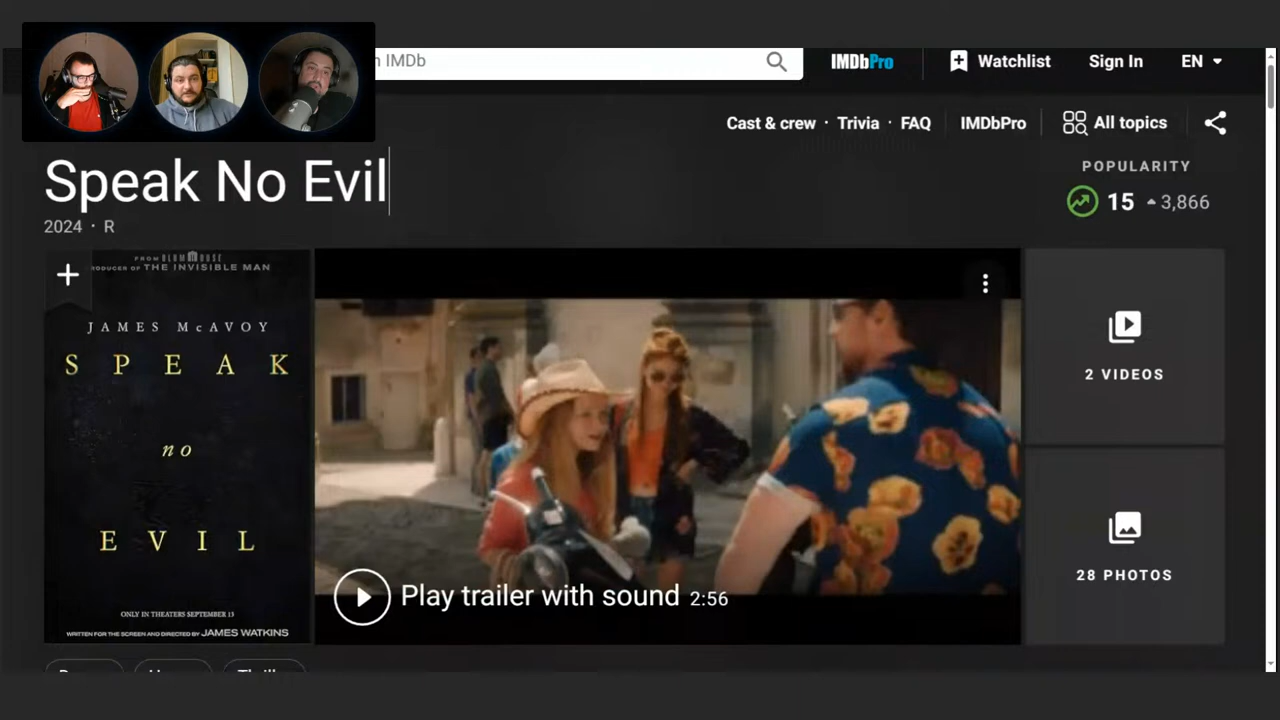 IMDb
IMDbPro
Watchlist
Sign In
EN
Cast & crew · Trivia · FAQ
IMDbPro
All topics
Speak No Evil
2024 · R
POPULARITY
15
3,866
FROM BLUMHOUSE
PRODUCER OF THE INVISIBLE MAN
JAMES McAVOY
SPEAK
no
EVIL
ONLY IN THEATERS SEPTEMBER 13
WRITTEN FOR THE SCREEN AND DIRECTED BY JAMES WATKINS
Play trailer with sound 2:56
2 VIDEOS
28 PHOTOS